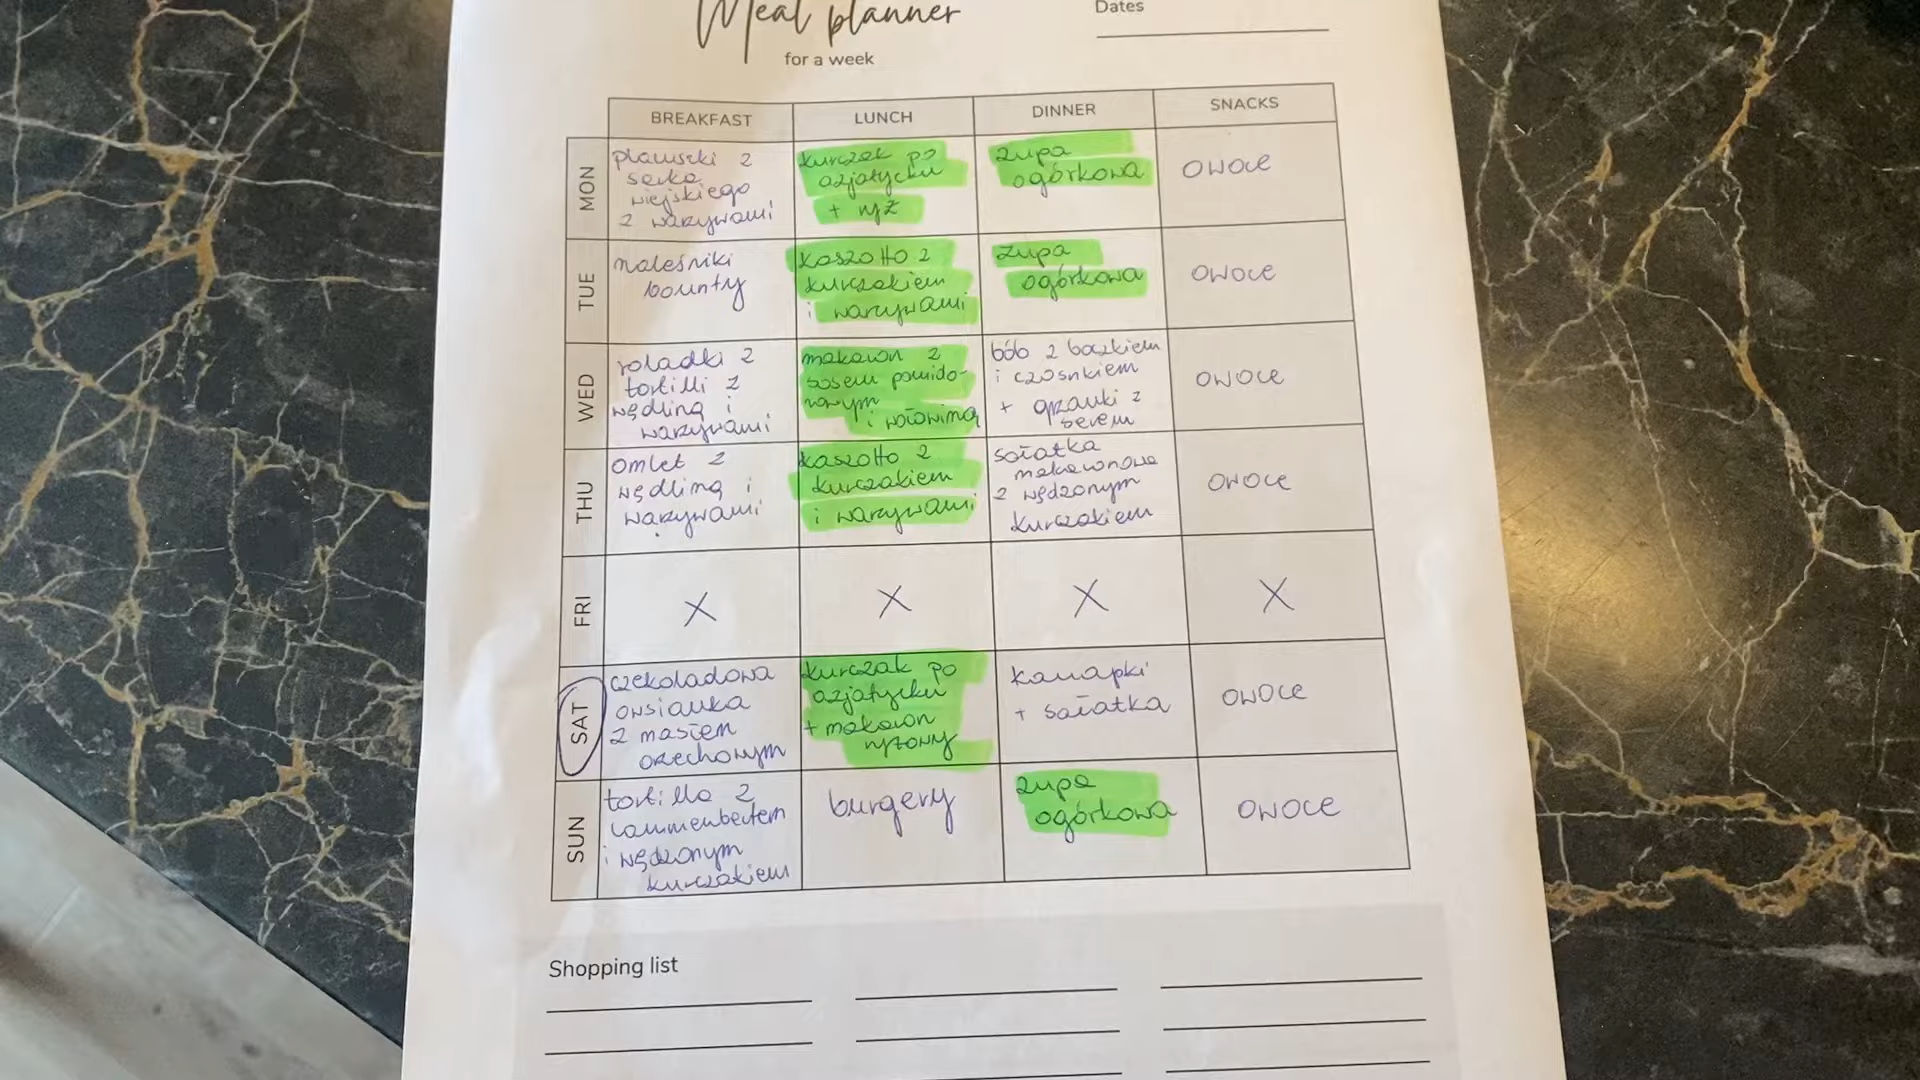 Meal planner
for a week
Dates
BREAKFAST
LUNCH
DINNER
SNACKS
MON
placuszki z
serka
wiejskiego
z warzywami
kurczak po
azjatycku
+ ryż
zupa
ogórkowa
owoce
TUE
naleśniki
bounty
kaszotto z
kurczakiem
i warzywami
zupa
ogórkowa
owoce
WED
roladki z
tortilli z
wędliną i
warzywami
makaron z
sosem pomido-
rowym
i wołowiną
bób z boczkiem
i czosnkiem
+ grzanki z
serem
owoce
THU
omlet z
wędliną i
warzywami
kaszotto z
kurczakiem
i warzywami
sałatka
makaronowa
z wędzonym
kurczakiem
owoce
FRI
X
X
X
X
SAT
czekoladowa
owsianka
z masłem
orzechowym
kurczak po
azjatycku
+ makaron
ryżowy
kanapki
+ sałatka
owoce
SUN
tortilla z
cammembertem
i wędzonym
kurczakiem
burgery
zupa
ogórkowa
owoce
Shopping list